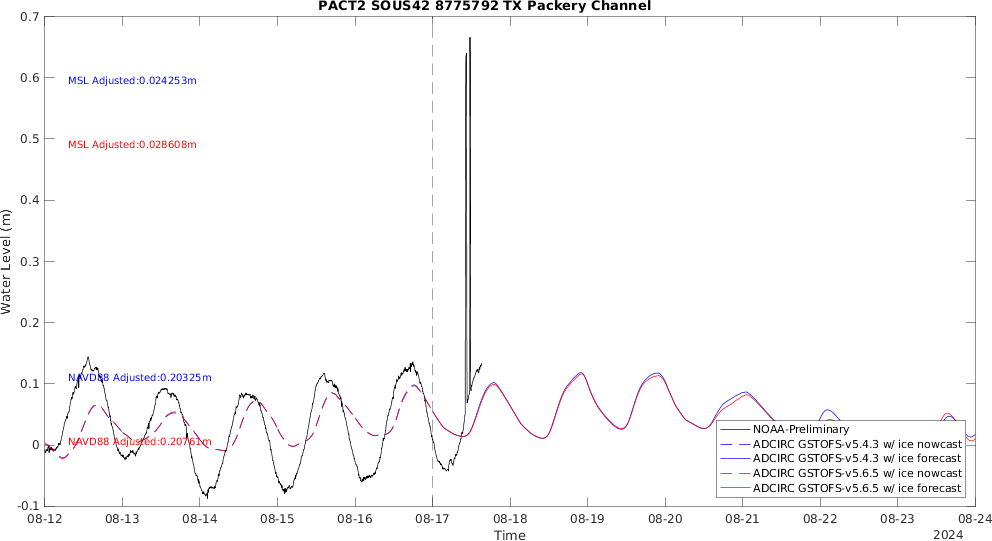 PACT2 SOUS42 8775792 TX Packery Channel
0.7
0.6
0.5
0.4
0.3
0.2
0.1
0
-0.1
Water Level (m)
MSL Adjusted:0.024253m
MSL Adjusted:0.028608m
NAVD88 Adjusted:0.20325m
NAVD88 Adjusted:0.20761m
NOAA-Preliminary
ADCIRC GSTOFS-v5.4.3 w/ ice nowcast
ADCIRC GSTOFS-v5.4.3 w/ ice forecast
ADCIRC GSTOFS-v5.6.5 w/ ice nowcast
ADCIRC GSTOFS-v5.6.5 w/ ice forecast
08-12 08-13 08-14 08-15 08-16 08-17 08-18 08-19 08-20 08-21 08-22 08-23 08-24
Time
2024